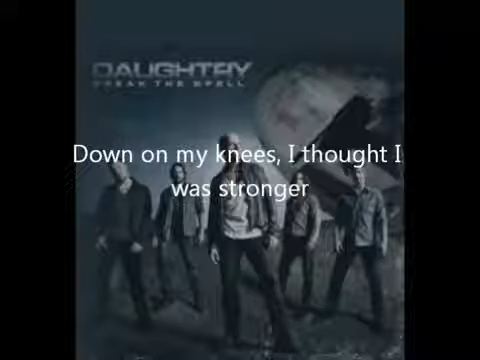 DAUGHTRY
BREAK THE SPELL
Down on my knees, I thought I
was stronger